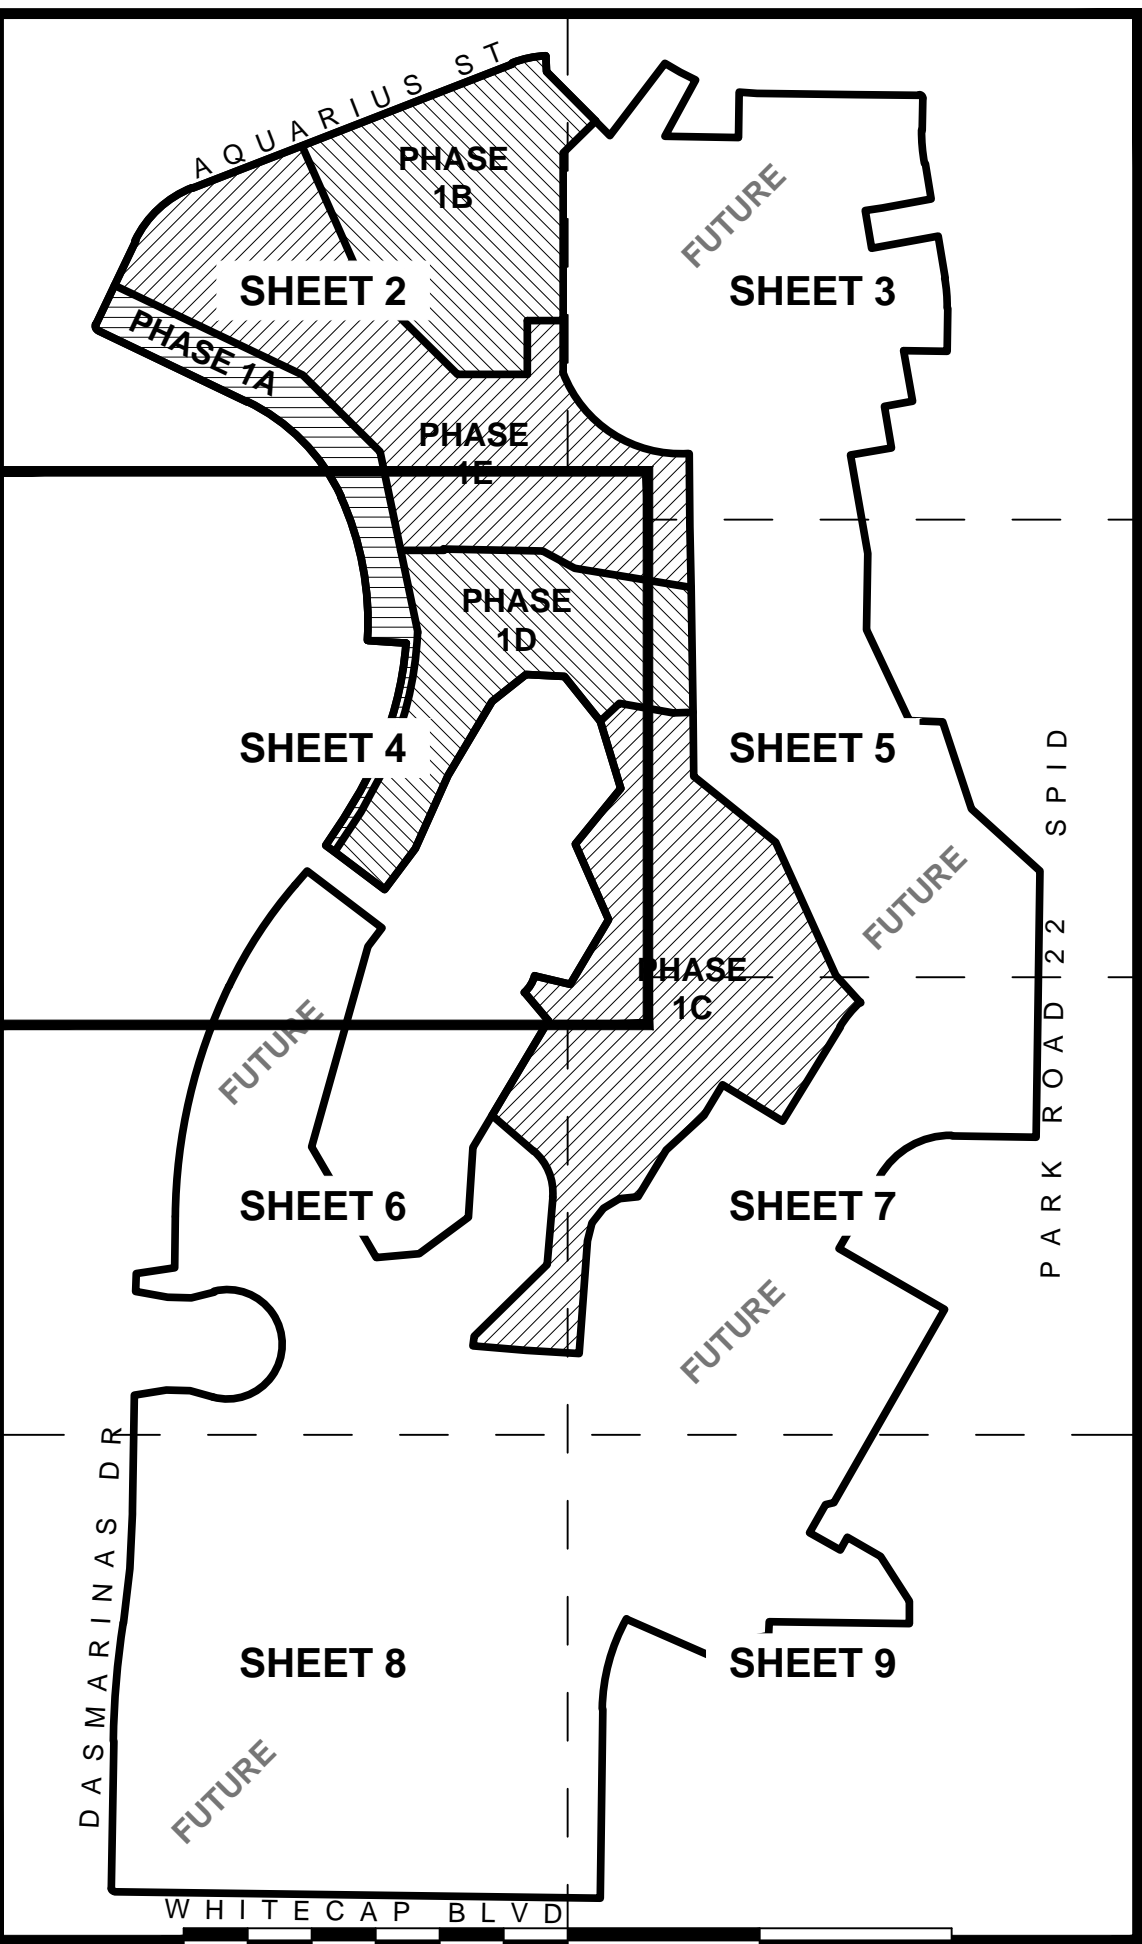 AQUARIUS ST
PHASE
1B
FUTURE
SHEET 2
SHEET 3
PHASE 1A
PHASE
1E
PHASE
1D
SHEET 4
SHEET 5
PARK ROAD 22 SPID
FUTURE
PHASE
1C
FUTURE
SHEET 6
SHEET 7
FUTURE
DASMARINAS DR
SHEET 8
SHEET 9
FUTURE
WHITECAP BLVD